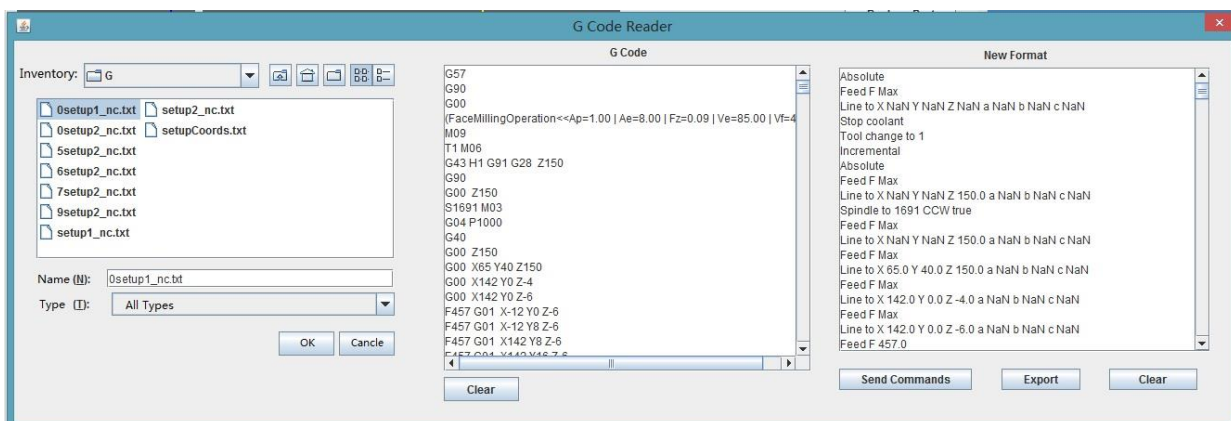 G Code Reader
Inventory: G
0setup1_nc.txt setup2_nc.txt
0setup2_nc.txt setupCoords.txt
5setup2_nc.txt
6setup2_nc.txt
7setup2_nc.txt
9setup2_nc.txt
setup1_nc.txt
Name (N): 0setup1_nc.txt
Type (T): All Types
OK Cancle
G Code
G57
G90
G00
(FaceMillingOperation<<Ap=1.00 | Ae=8.00 | Fz=0.09 | Ve=85.00 | Vf=4
M09
T1 M06
G43 H1 G91 G28 Z150
G90
G00 Z150
S1691 M03
G04 P1000
G40
G00 Z150
G00 X65 Y40 Z150
G00 X142 Y0 Z-4
G00 X142 Y0 Z-6
F457 G01 X-12 Y0 Z-6
F457 G01 X-12 Y8 Z-6
F457 G01 X142 Y8 Z-6
F457 G01 X142 Y16 Z-6
Clear
New Format
Absolute
Feed F Max
Line to X NaN Y NaN Z NaN a NaN b NaN c NaN
Stop coolant
Tool change to 1
Incremental
Absolute
Feed F Max
Line to X NaN Y NaN Z 150.0 a NaN b NaN c NaN
Spindle to 1691 CCW true
Feed F Max
Line to X NaN Y NaN Z 150.0 a NaN b NaN c NaN
Feed F Max
Line to X 65.0 Y 40.0 Z 150.0 a NaN b NaN c NaN
Feed F Max
Line to X 142.0 Y 0.0 Z -4.0 a NaN b NaN c NaN
Feed F Max
Line to X 142.0 Y 0.0 Z -6.0 a NaN b NaN c NaN
Feed F 457.0
Send Commands Export Clear